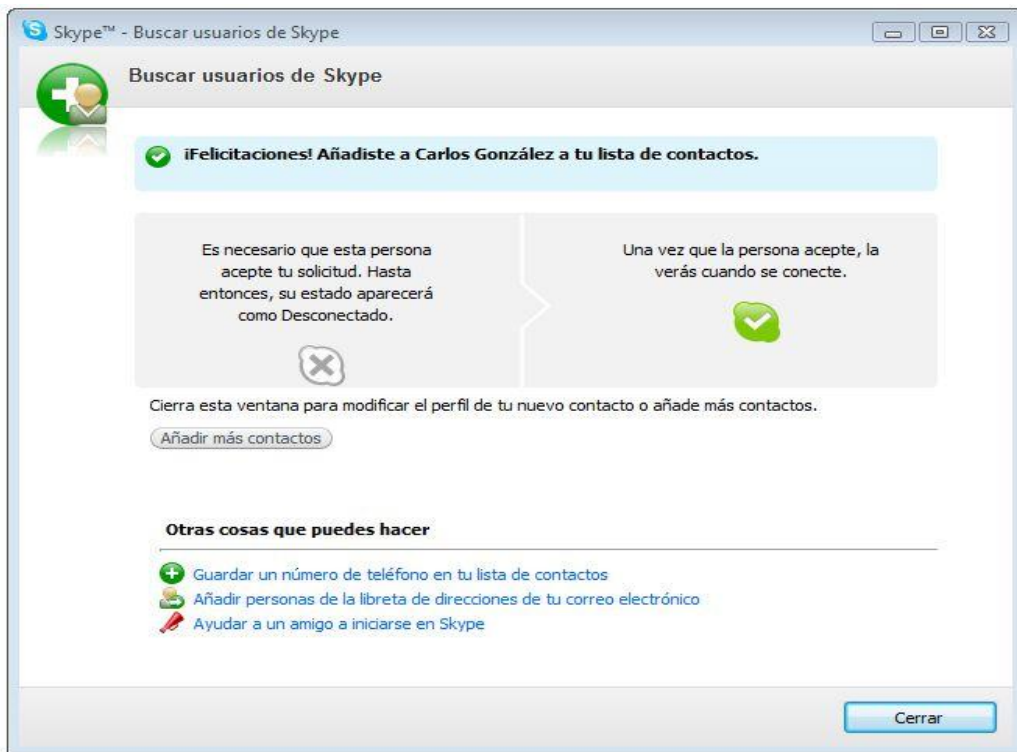 Skype™ - Buscar usuarios de Skype
Buscar usuarios de Skype
¡Felicitaciones! Añadiste a Carlos González a tu lista de contactos.
Es necesario que esta persona
acepte tu solicitud. Hasta
entonces, su estado aparecerá
como Desconectado.
Una vez que la persona acepte, la
verás cuando se conecte.
Cierra esta ventana para modificar el perfil de tu nuevo contacto o añade más contactos.
Añadir más contactos
Otras cosas que puedes hacer
Guardar un número de teléfono en tu lista de contactos
Añadir personas de la libreta de direcciones de tu correo electrónico
Ayudar a un amigo a iniciarse en Skype
Cerrar